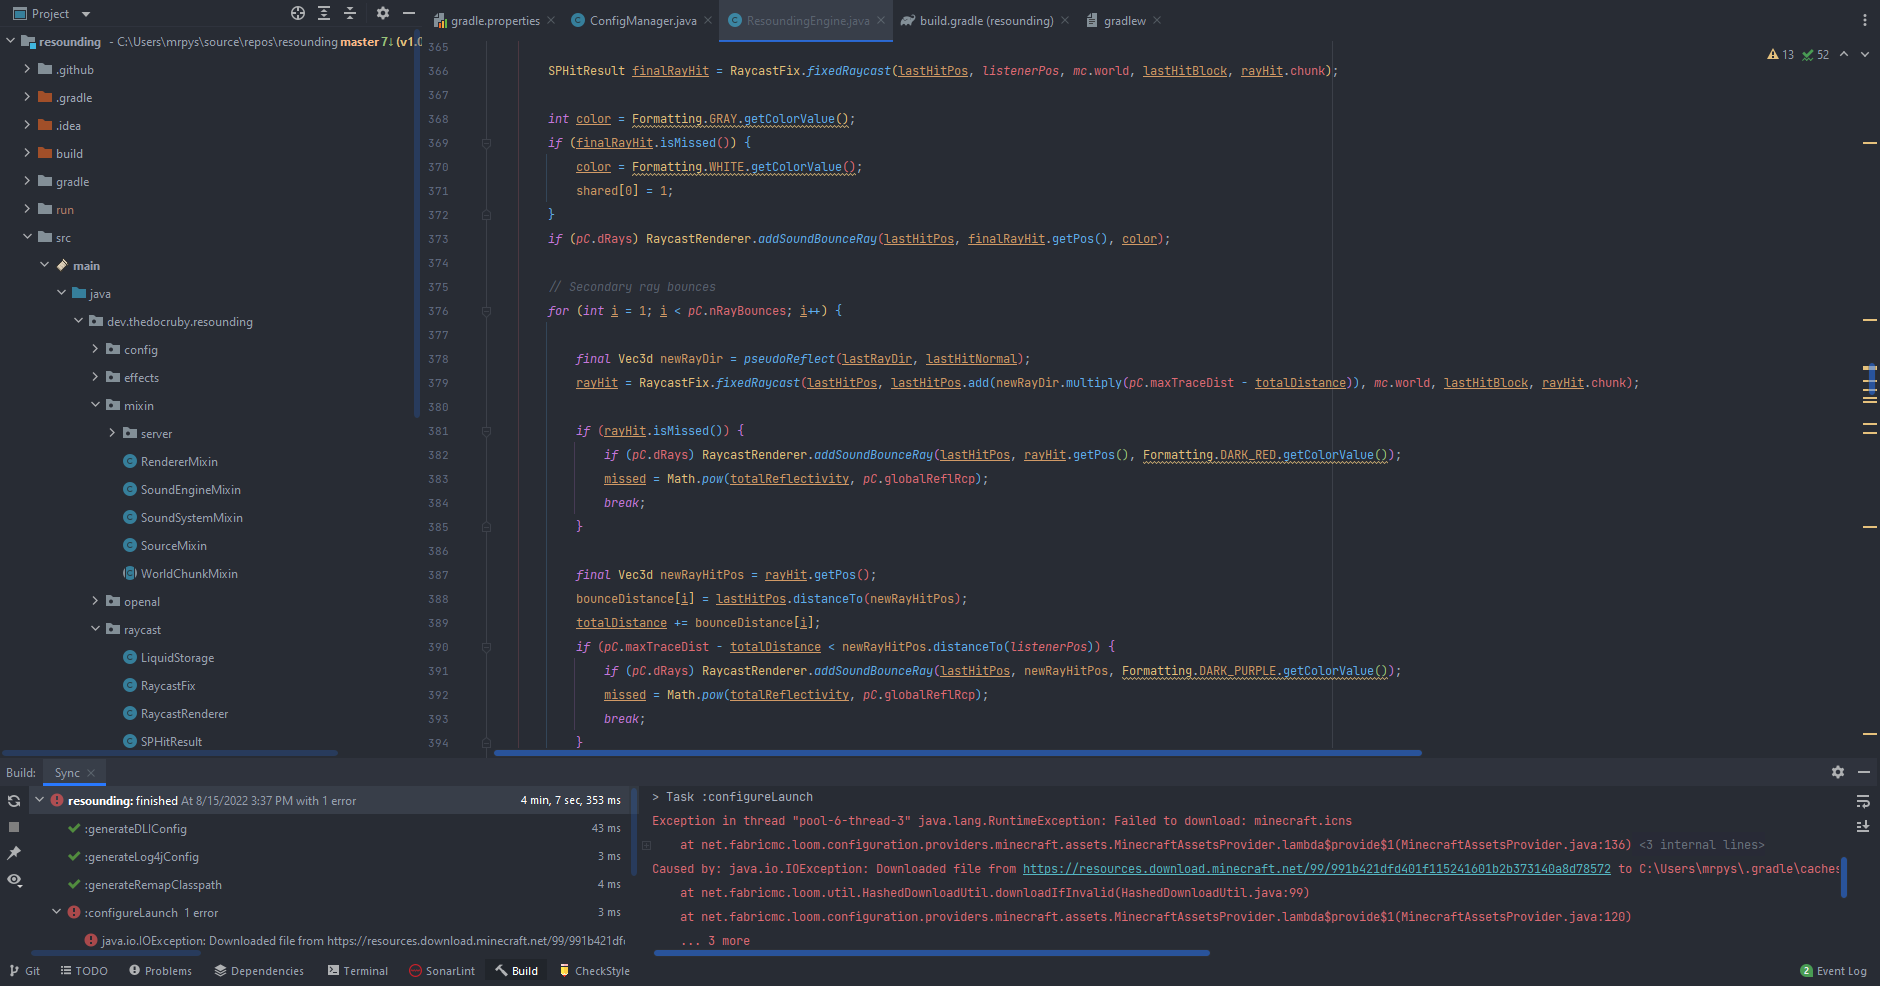 Project
gradle.properties
ConfigManager.java
ResoundingEngine.java
build.gradle (resounding)
gradlew
resounding - C:\Users\mrpys\source\repos\resounding master 7↓ (v1.0
.github
.gradle
.idea
build
gradle
run
src
main
java
dev.thedocruby.resounding
config
effects
mixin
server
RendererMixin
SoundEngineMixin
SoundSystemMixin
SourceMixin
WorldChunkMixin
openal
raycast
LiquidStorage
RaycastFix
RaycastRenderer
SPHitResult
13 52
365
366 SPHitResult finalRayHit = RaycastFix.fixedRaycast(lastHitPos, listenerPos, mc.world, lastHitBlock, rayHit.chunk);
367
368 int color = Formatting.GRAY.getColorValue();
369 if (finalRayHit.isMissed()) {
370 color = Formatting.WHITE.getColorValue();
371 shared[0] = 1;
372 }
373 if (pC.dRays) RaycastRenderer.addSoundBounceRay(lastHitPos, finalRayHit.getPos(), color);
374
375 // Secondary ray bounces
376 for (int i = 1; i < pC.nRayBounces; i++) {
377
378 final Vec3d newRayDir = pseudoReflect(lastRayDir, lastHitNormal);
379 rayHit = RaycastFix.fixedRaycast(lastHitPos, lastHitPos.add(newRayDir.multiply(pC.maxTraceDist - totalDistance)), mc.world, lastHitBlock, rayHit.chunk);
380
381 if (rayHit.isMissed()) {
382 if (pC.dRays) RaycastRenderer.addSoundBounceRay(lastHitPos, rayHit.getPos(), Formatting.DARK_RED.getColorValue());
383 missed = Math.pow(totalReflectivity, pC.globalReflRcp);
384 break;
385 }
386
387 final Vec3d newRayHitPos = rayHit.getPos();
388 bounceDistance[i] = lastHitPos.distanceTo(newRayHitPos);
389 totalDistance += bounceDistance[i];
390 if (pC.maxTraceDist - totalDistance < newRayHitPos.distanceTo(listenerPos)) {
391 if (pC.dRays) RaycastRenderer.addSoundBounceRay(lastHitPos, newRayHitPos, Formatting.DARK_PURPLE.getColorValue());
392 missed = Math.pow(totalReflectivity, pC.globalReflRcp);
393 break;
394 }
Build: Sync
resounding: finished At 8/15/2022 3:37 PM with 1 error 4 min, 7 sec, 353 ms
:generateDLIConfig 43 ms
:generateLog4jConfig 3 ms
:generateRemapClasspath 4 ms
:configureLaunch 1 error 3 ms
java.io.IOException: Downloaded file from https://resources.download.minecraft.net/99/991b421dfc
> Task :configureLaunch
Exception in thread "pool-6-thread-3" java.lang.RuntimeException: Failed to download: minecraft.icns
at net.fabricmc.loom.configuration.providers.minecraft.assets.MinecraftAssetsProvider.lambda$provide$1(MinecraftAssetsProvider.java:136) <3 internal lines>
Caused by: java.io.IOException: Downloaded file from https://resources.download.minecraft.net/99/991b421dfd401f115241601b2b373140a8d78572 to C:\Users\mrpys\.gradle\caches
at net.fabricmc.loom.util.HashedDownloadUtil.downloadIfInvalid(HashedDownloadUtil.java:99)
at net.fabricmc.loom.configuration.providers.minecraft.assets.MinecraftAssetsProvider.lambda$provide$1(MinecraftAssetsProvider.java:120)
... 3 more
Git
TODO
Problems
Dependencies
Terminal
SonarLint
Build
CheckStyle
2 Event Log